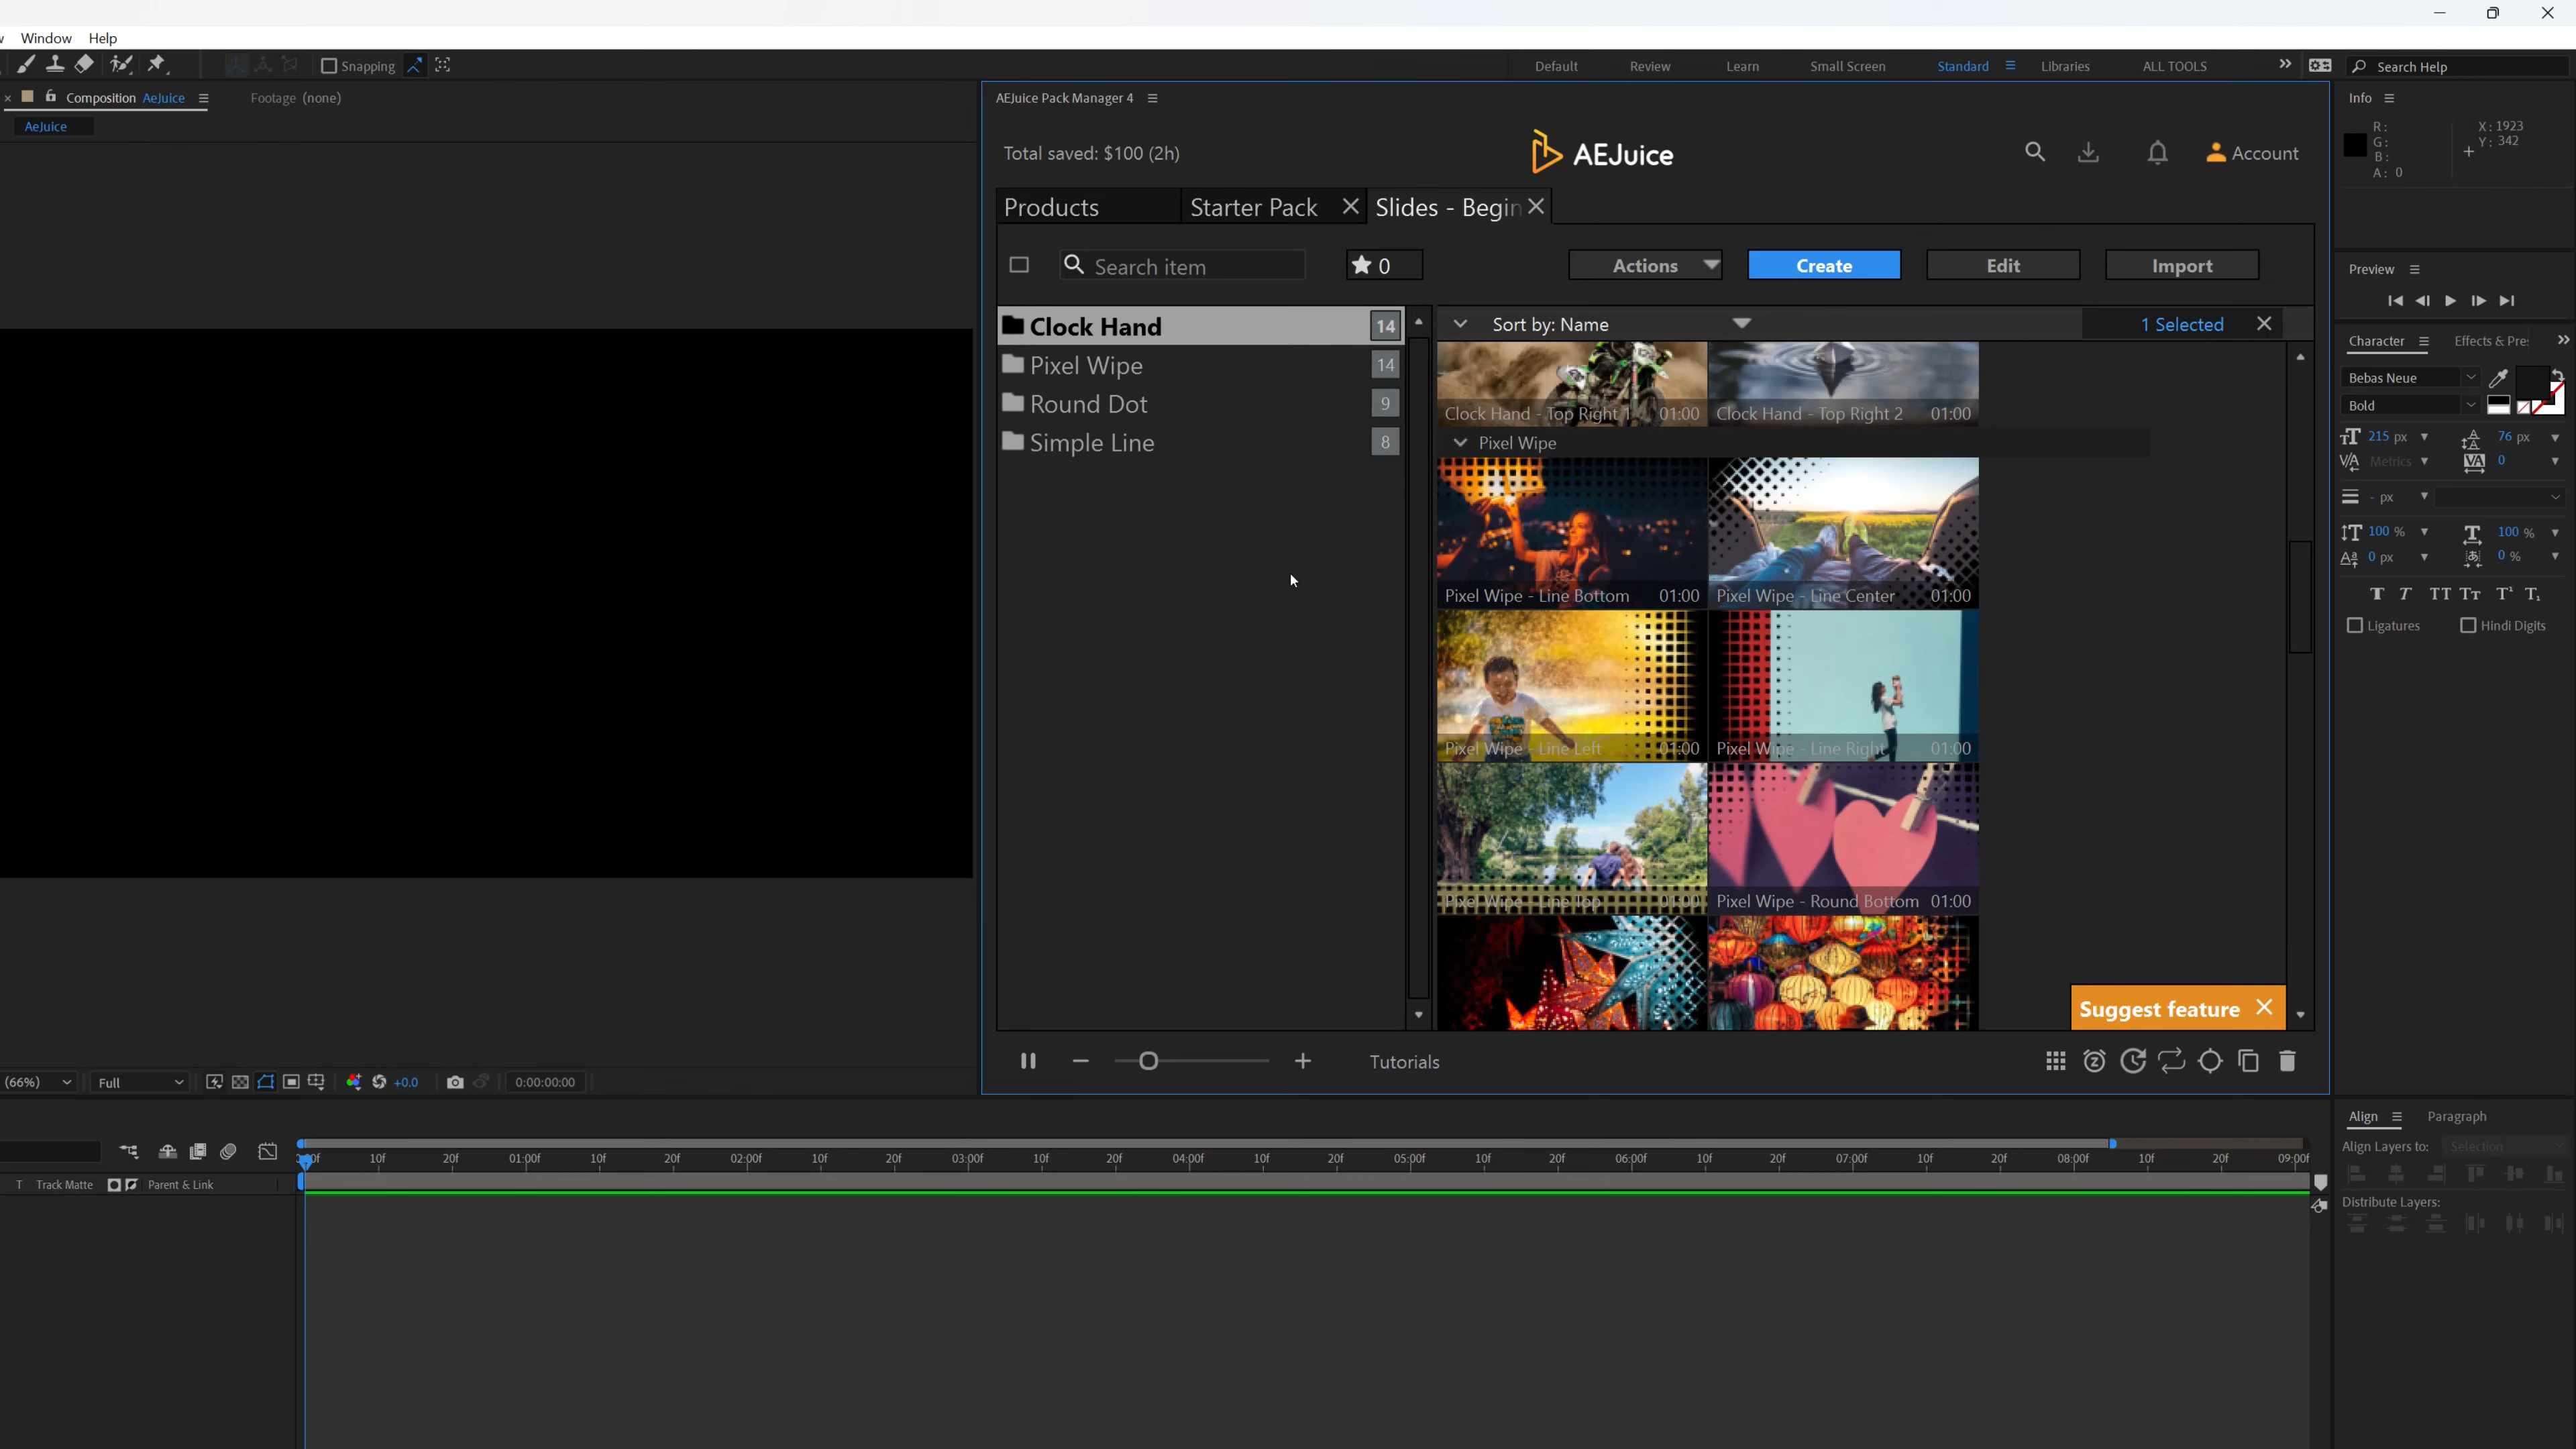 Window Help
Snapping
Default Review Learn Small Screen Standard Libraries ALL TOOLS Search Help
Composition AeJuice Footage (none)
AeJuice
AEJuice Pack Manager 4
Total saved: $100 (2h)
AEJuice
Account
Products Starter Pack Slides - Begin
Search item 0 Actions Create Edit Import
Clock Hand 14
Pixel Wipe 14
Round Dot 9
Simple Line 8
Sort by: Name 1 Selected
Clock Hand - Top Right 1 01:00 Clock Hand - Top Right 2 01:00
Pixel Wipe
Pixel Wipe - Line Bottom 01:00 Pixel Wipe - Line Center 01:00
Pixel Wipe - Line Left 01:00 Pixel Wipe - Line Right 01:00
Pixel Wipe - Line Top 01:00 Pixel Wipe - Round Bottom 01:00
Suggest feature
Tutorials
Info
R: X: 1923
G: Y: 342
B:
A: 0
Preview
Character Effects & Pre
Bebas Neue
Bold
215 px 76 px
Metrics 0
- px
100 % 100 %
0 px 0 %
Ligatures Hindi Digits
(66%) Full +0.0 0:00:00:00
10f 20f 01:00f 10f 20f 02:00f 10f 20f 03:00f 10f 20f 04:00f 10f 20f 05:00f 10f 20f 06:00f 10f 20f 07:00f 10f 20f 08:00f 10f 20f 09:00f
T Track Matte Parent & Link
Align Paragraph
Align Layers to: Selection
Distribute Layers: